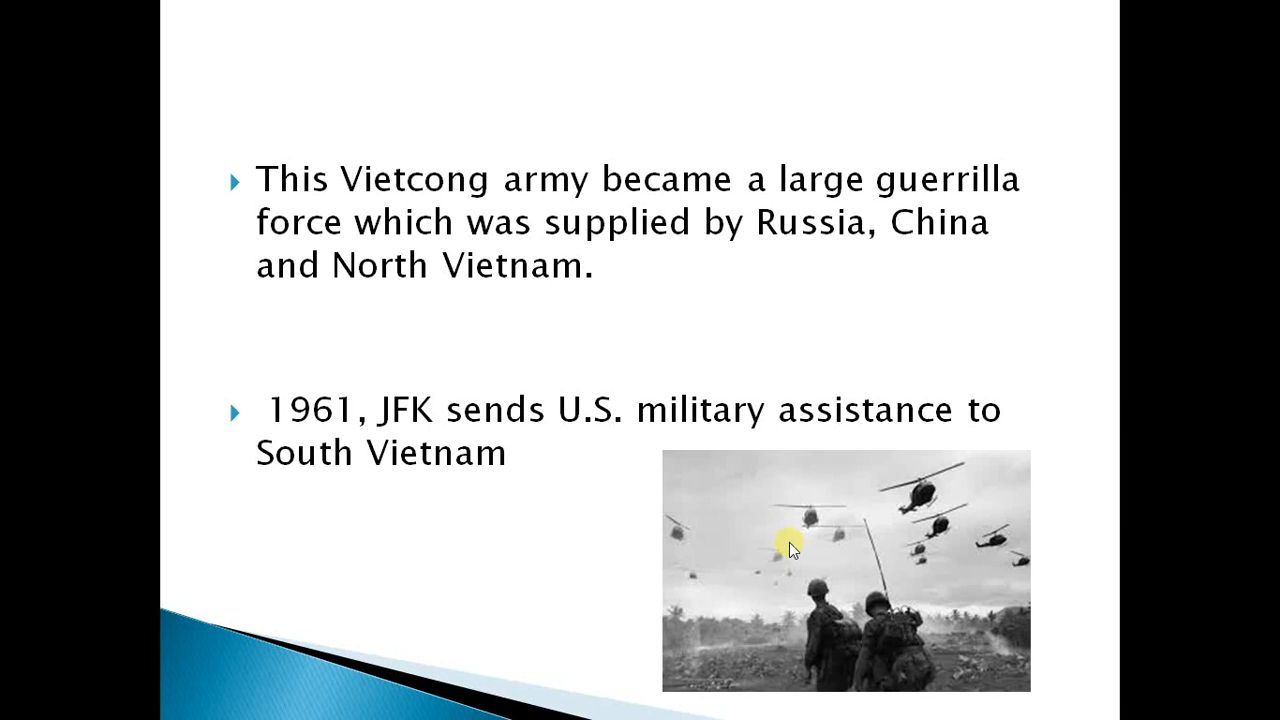 This Vietcong army became a large guerrilla
force which was supplied by Russia, China
and North Vietnam.
1961, JFK sends U.S. military assistance to
South Vietnam